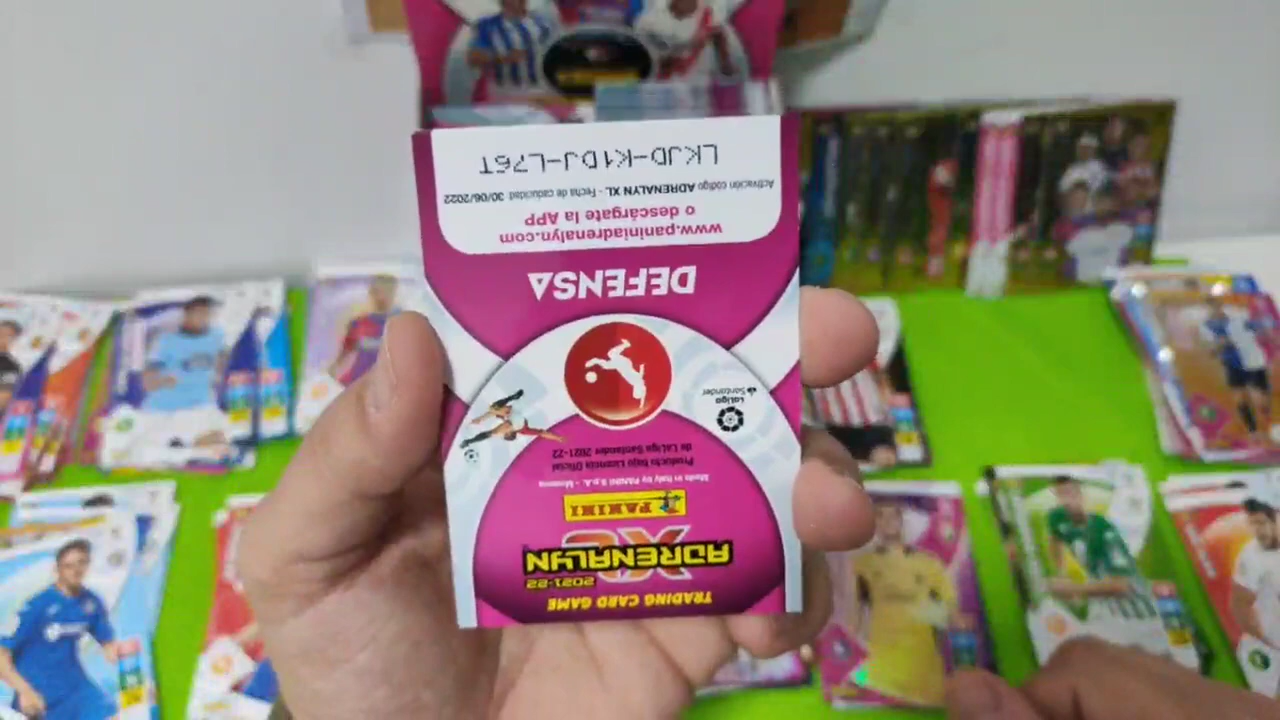 TRADING CARD GAME
2021-22
ADRENALYN
XL
PANINI
Made in Italy by PANINI S.p.A. - Modena
Producto bajo Licencia Oficial
de LaLiga Santander 2021-22
LaLiga
Santander
DEFENSA
www.paniniadrenalyn.com
o descárgate la APP
Activación código ADRENALYN XL - Fecha de caducidad: 30/06/2022
LKJD-K1DJ-L76T